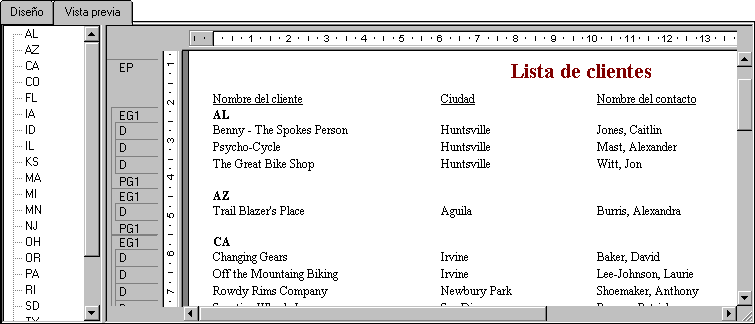 Diseño Vista previa
AL
AZ
CA
CO
FL
IA
ID
IL
KS
MA
MI
MN
NJ
OH
OR
PA
RI
SD
1 2 3 4 5 6 7 8 9 10 11 12 13
EP
EG1
D
D
D
PG1
EG1
D
PG1
EG1
D
D
D
D
1
2
3
4
5
6
7
Lista de clientes
Nombre del cliente Ciudad Nombre del contacto
AL
Benny - The Spokes Person Huntsville Jones, Caitlin
Psycho-Cycle Huntsville Mast, Alexander
The Great Bike Shop Huntsville Witt, Jon
AZ
Trail Blazer's Place Aguila Burris, Alexandra
CA
Changing Gears Irvine Baker, David
Off the Mountaing Biking Irvine Lee-Johnson, Laurie
Rowdy Rims Company Newbury Park Shoemaker, Anthony